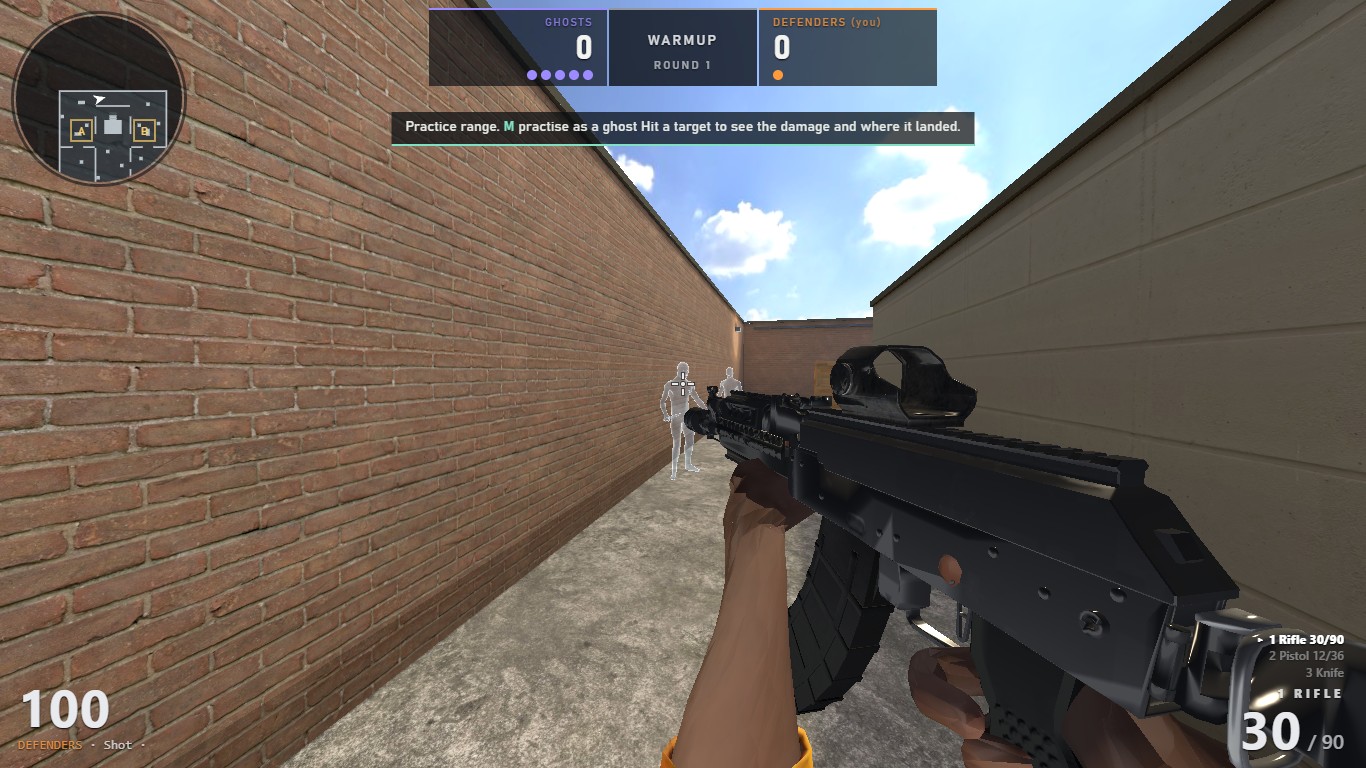 GHOSTS
0
WARMUP
ROUND 1
DEFENDERS (you)
0
A
B
Practice range. M practise as a ghost Hit a target to see the damage and where it landed.
1 Rifle 30/90
2 Pistol 12/36
3 Knife
1 RIFLE
30 / 90
100
DEFENDERS · Shot ·